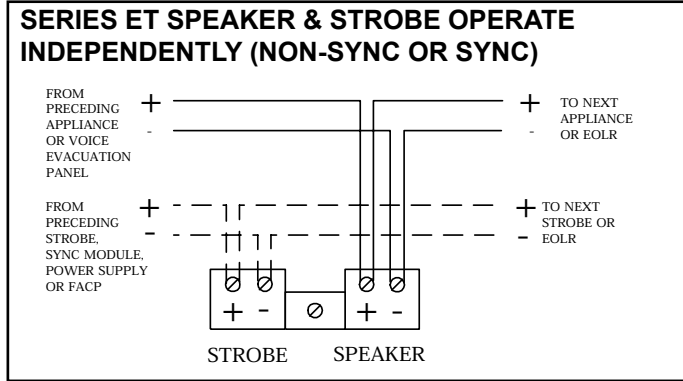 SERIES ET SPEAKER & STROBE OPERATE
INDEPENDENTLY (NON-SYNC OR SYNC)
FROM
PRECEDING
APPLIANCE
OR VOICE
EVACUATION
PANEL
+
-
+
-
TO NEXT
APPLIANCE
OR EOLR
FROM
PRECEDING
STROBE,
SYNC MODULE,
POWER SUPPLY
OR FACP
+
-
+
-
TO NEXT
STROBE OR
EOLR
+ -
+ -
STROBE
SPEAKER